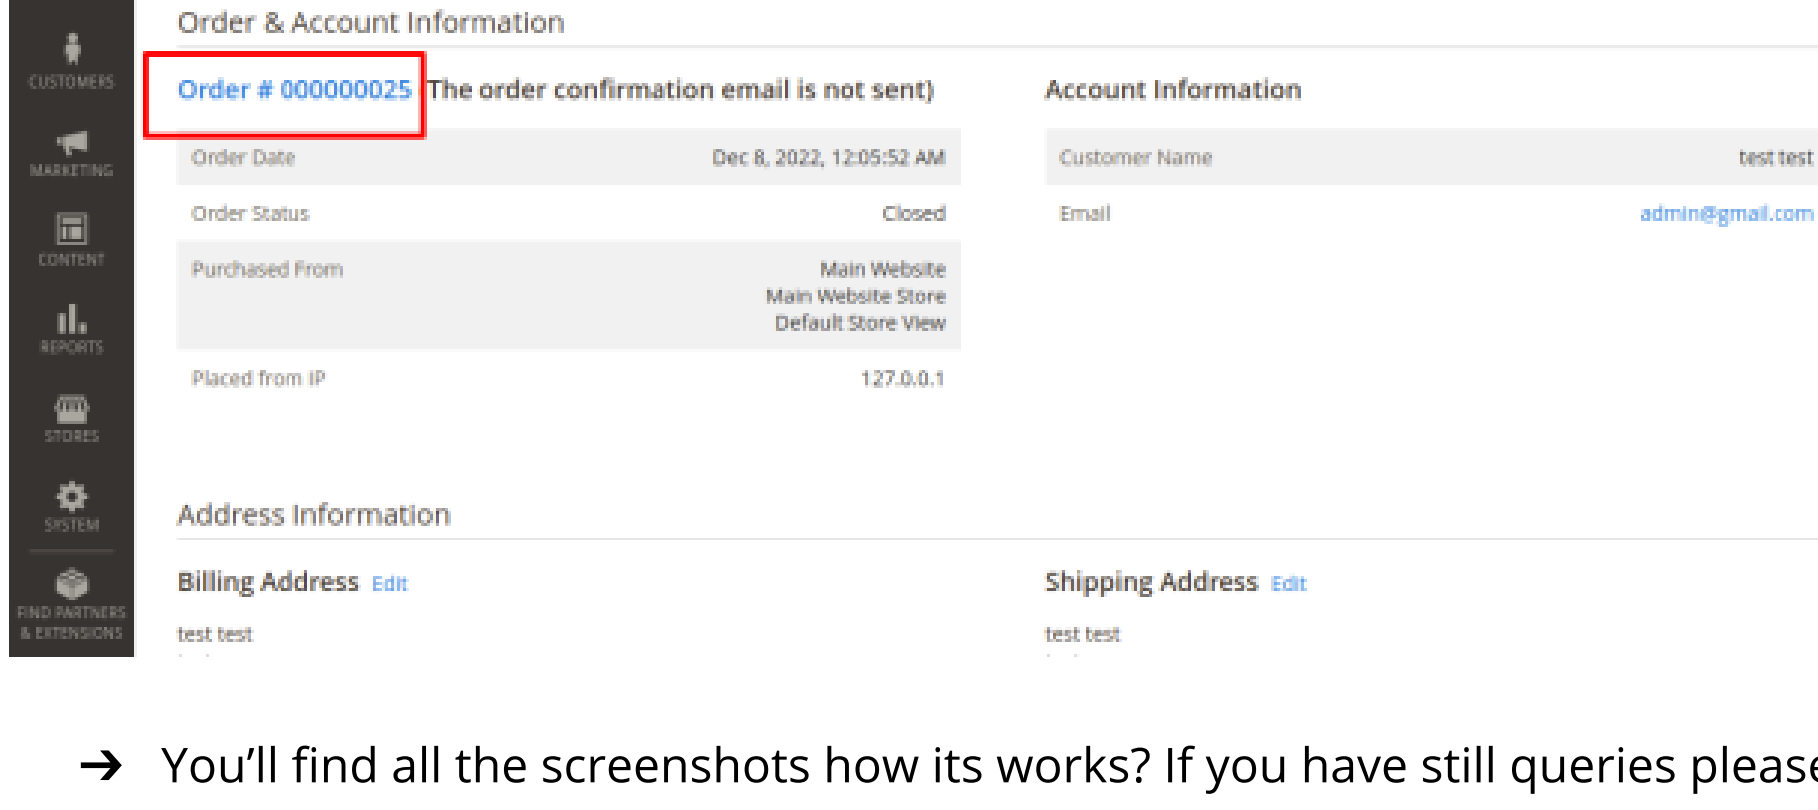 CUSTOMERS
MARKETING
CONTENT
REPORTS
STORES
SYSTEM
FIND PARTNERS
& EXTENSIONS
Order & Account Information
Order # 000000025 The order confirmation email is not sent)
Order Date Dec 8, 2022, 12:05:52 AM
Order Status Closed
Purchased From Main Website
Main Website Store
Default Store View
Placed from IP 127.0.0.1
Account Information
Customer Name test test
Email admin@gmail.com
Address Information
Billing Address Edit
test test
Shipping Address Edit
test test
➔ You’ll find all the screenshots how its works? If you have still queries please